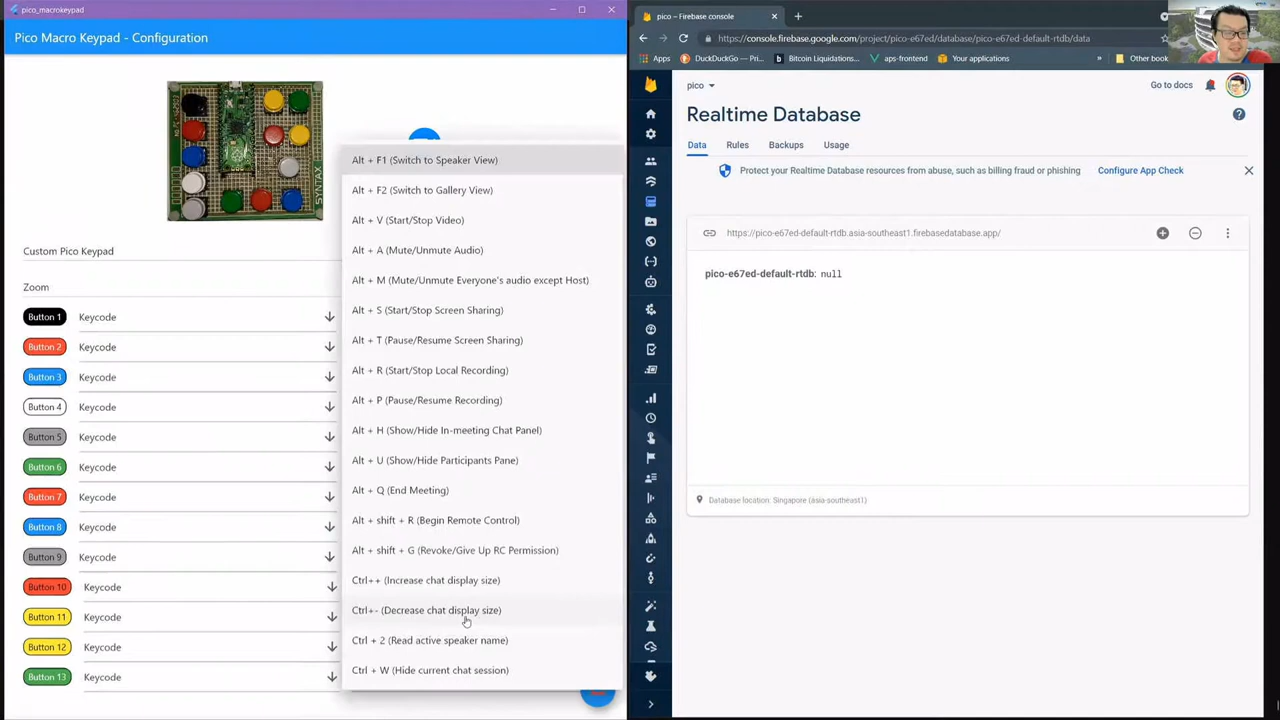 pico_macrokeypad
Pico Macro Keypad - Configuration
SYNTAX
Custom Pico Keypad
Zoom
Button 1 Keycode
Button 2 Keycode
Button 3 Keycode
Button 4 Keycode
Button 5 Keycode
Button 6 Keycode
Button 7 Keycode
Button 8 Keycode
Button 9 Keycode
Button 10 Keycode
Button 11 Keycode
Button 12 Keycode
Button 13 Keycode
Alt + F1 (Switch to Speaker View)
Alt + F2 (Switch to Gallery View)
Alt + V (Start/Stop Video)
Alt + A (Mute/Unmute Audio)
Alt + M (Mute/Unmute Everyone's audio except Host)
Alt + S (Start/Stop Screen Sharing)
Alt + T (Pause/Resume Screen Sharing)
Alt + R (Start/Stop Local Recording)
Alt + P (Pause/Resume Recording)
Alt + H (Show/Hide In-meeting Chat Panel)
Alt + U (Show/Hide Participants Pane)
Alt + Q (End Meeting)
Alt + shift + R (Begin Remote Control)
Alt + shift + G (Revoke/Give Up RC Permission)
Ctrl++ (Increase chat display size)
Ctrl+- (Decrease chat display size)
Ctrl + 2 (Read active speaker name)
Ctrl + W (Hide current chat session)
pico – Firebase console
https://console.firebase.google.com/project/pico-e67ed/database/pico-e67ed-default-rtdb/data
Apps DuckDuckGo — Pri... Bitcoin Liquidations... aps-frontend Your applications » Other book
pico Go to docs
Realtime Database
Data Rules Backups Usage
Protect your Realtime Database resources from abuse, such as billing fraud or phishing Configure App Check
https://pico-e67ed-default-rtdb.asia-southeast1.firebasedatabase.app/
pico-e67ed-default-rtdb: null
Database location: Singapore (asia-southeast1)